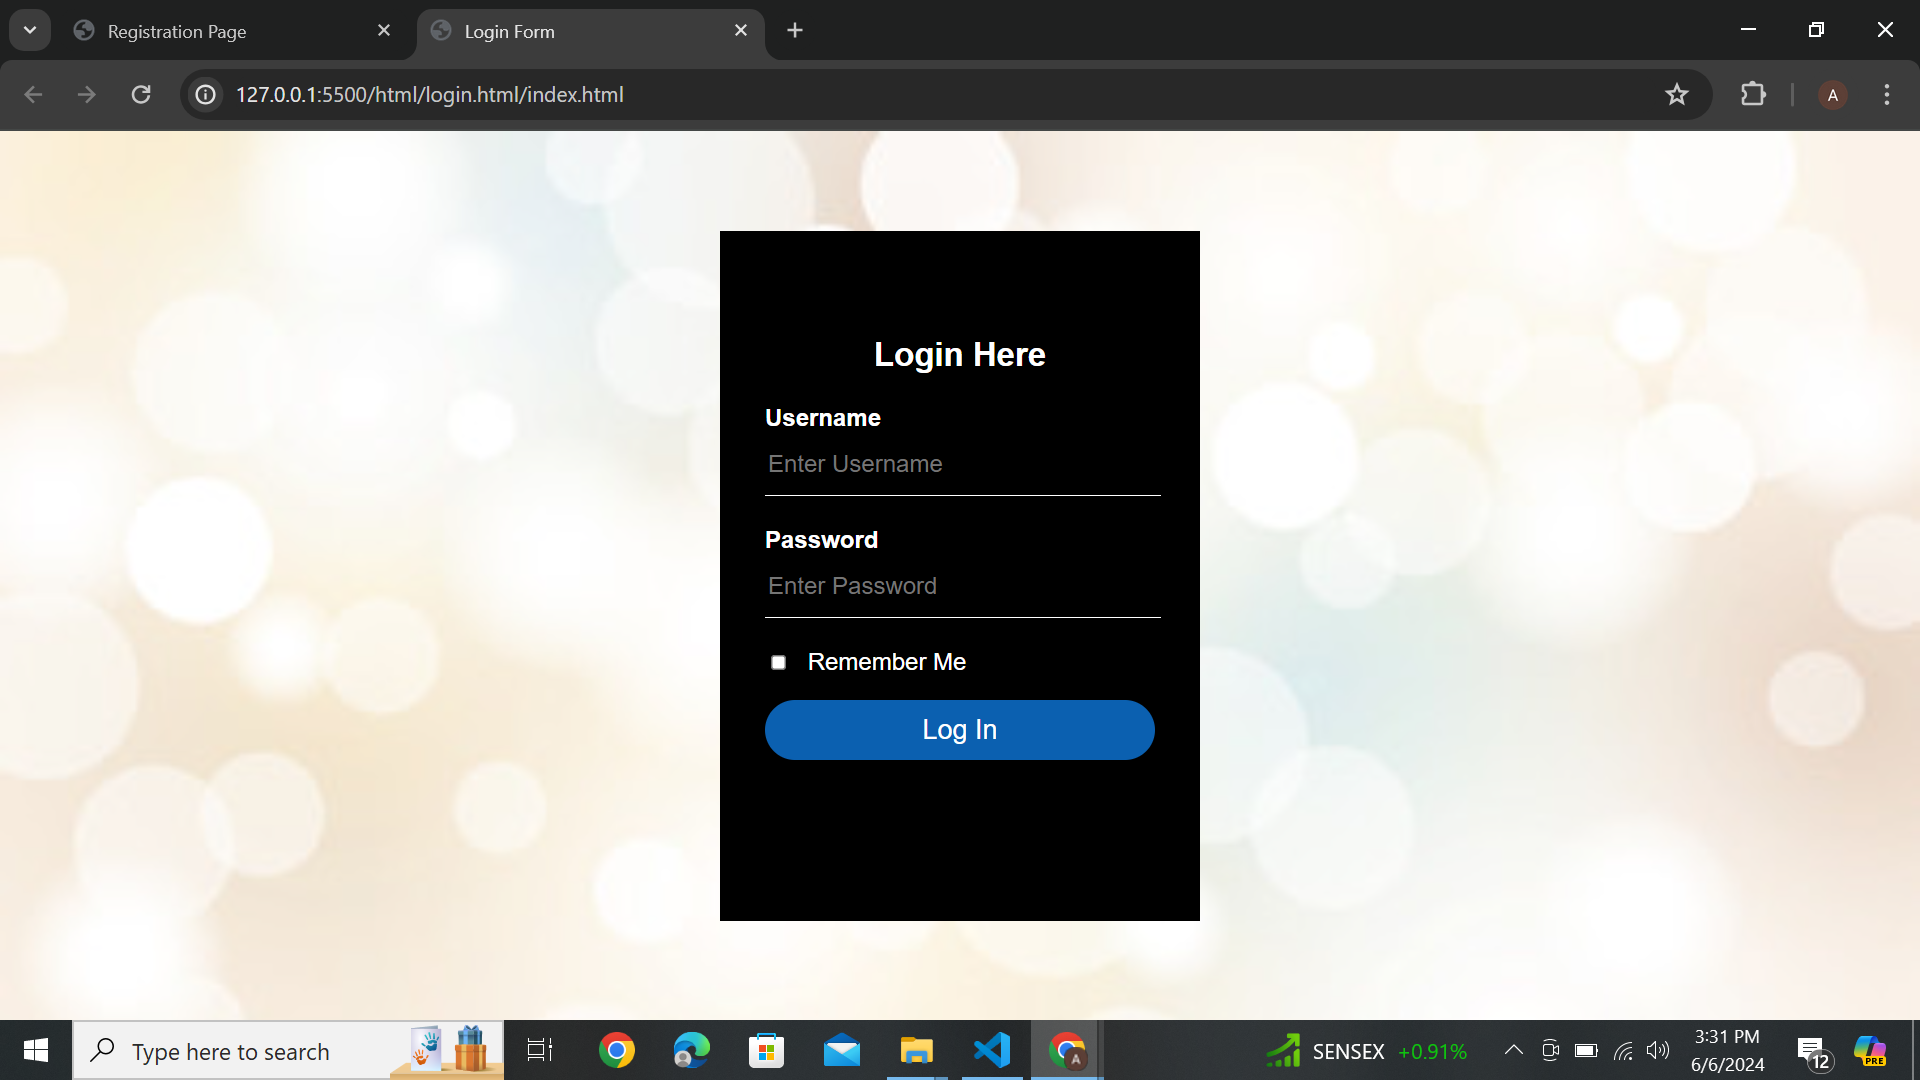 Registration Page
Login Form
127.0.0.1:5500/html/login.html/index.html
A
Login Here
Username
Enter Username
Password
Enter Password
Remember Me
Log In
Type here to search
A
SENSEX +0.91%
3:31 PM
6/6/2024
12
PRE